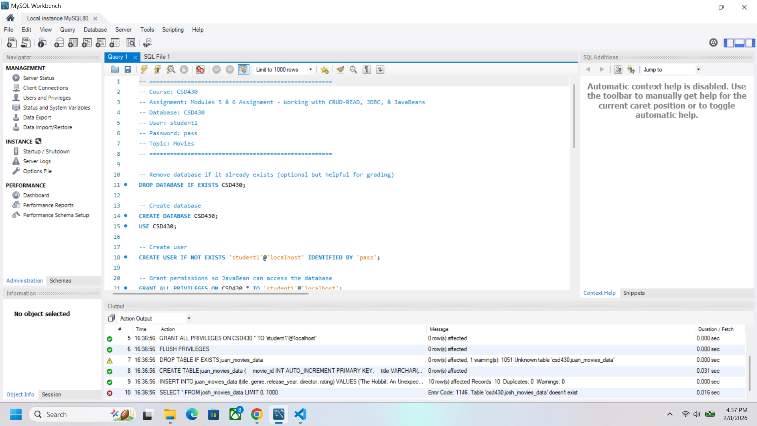 MySQL Workbench
Local instance MySQL80
File Edit View Query Database Server Tools Scripting Help
Navigator
MANAGEMENT
Server Status
Client Connections
Users and Privileges
Status and System Variables
Data Export
Data Import/Restore
INSTANCE
Startup / Shutdown
Server Logs
Options File
PERFORMANCE
Dashboard
Performance Reports
Performance Schema Setup
Administration Schemas
Information
No object selected
Object Info Session
Query 1 SQL File 1
Limit to 1000 rows
1 -- =====================================================
2 -- Course: CSD430
3 -- Assignment: Modules 5 & 6 Assignment - Working with CRUD-READ, JDBC, & JavaBeans
4 -- Database: CSD430
5 -- User: student1
6 -- Password: pass
7 -- Topic: Movies
8 -- =====================================================
9
10 -- Remove database if it already exists (optional but helpful for grading)
11 DROP DATABASE IF EXISTS CSD430;
12
13 -- Create database
14 CREATE DATABASE CSD430;
15 USE CSD430;
16
17 -- Create user
18 CREATE USER IF NOT EXISTS 'student1'@'localhost' IDENTIFIED BY 'pass';
19
20 -- Grant permissions so JavaBean can access the database
21 GRANT ALL PRIVILEGES ON CSD430.* TO 'student1'@'localhost';
SQL Additions
Jump to
Automatic context help is disabled. Use
the toolbar to manually get help for the
current caret position or to toggle
automatic help.
Context Help Snippets
Output
Action Output
# Time Action Message Duration / Fetch
5 16:36:56 GRANT ALL PRIVILEGES ON CSD430.* TO 'student1'@'localhost' 0 row(s) affected 0.000 sec
6 16:36:56 FLUSH PRIVILEGES 0 row(s) affected 0.000 sec
7 16:36:56 DROP TABLE IF EXISTS juan_movies_data 0 row(s) affected, 1 warning(s): 1051 Unknown table 'csd430.juan_movies_data' 0.000 sec
8 16:36:56 CREATE TABLE juan_movies_data ( movie_id INT AUTO_INCREMENT PRIMARY KEY, title VARCHAR(... 0 row(s) affected 0.031 sec
9 16:36:56 INSERT INTO juan_movies_data (title, genre, release_year, director, rating) VALUES ('The Hobbit: An Unexpec... 10 row(s) affected Records: 10 Duplicates: 0 Warnings: 0 0.000 sec
10 16:36:56 SELECT * FROM josh_movies_data LIMIT 0, 1000 Error Code: 1146. Table 'csd430.josh_movies_data' doesn't exist 0.016 sec
Search
4:37 PM
2/8/2026